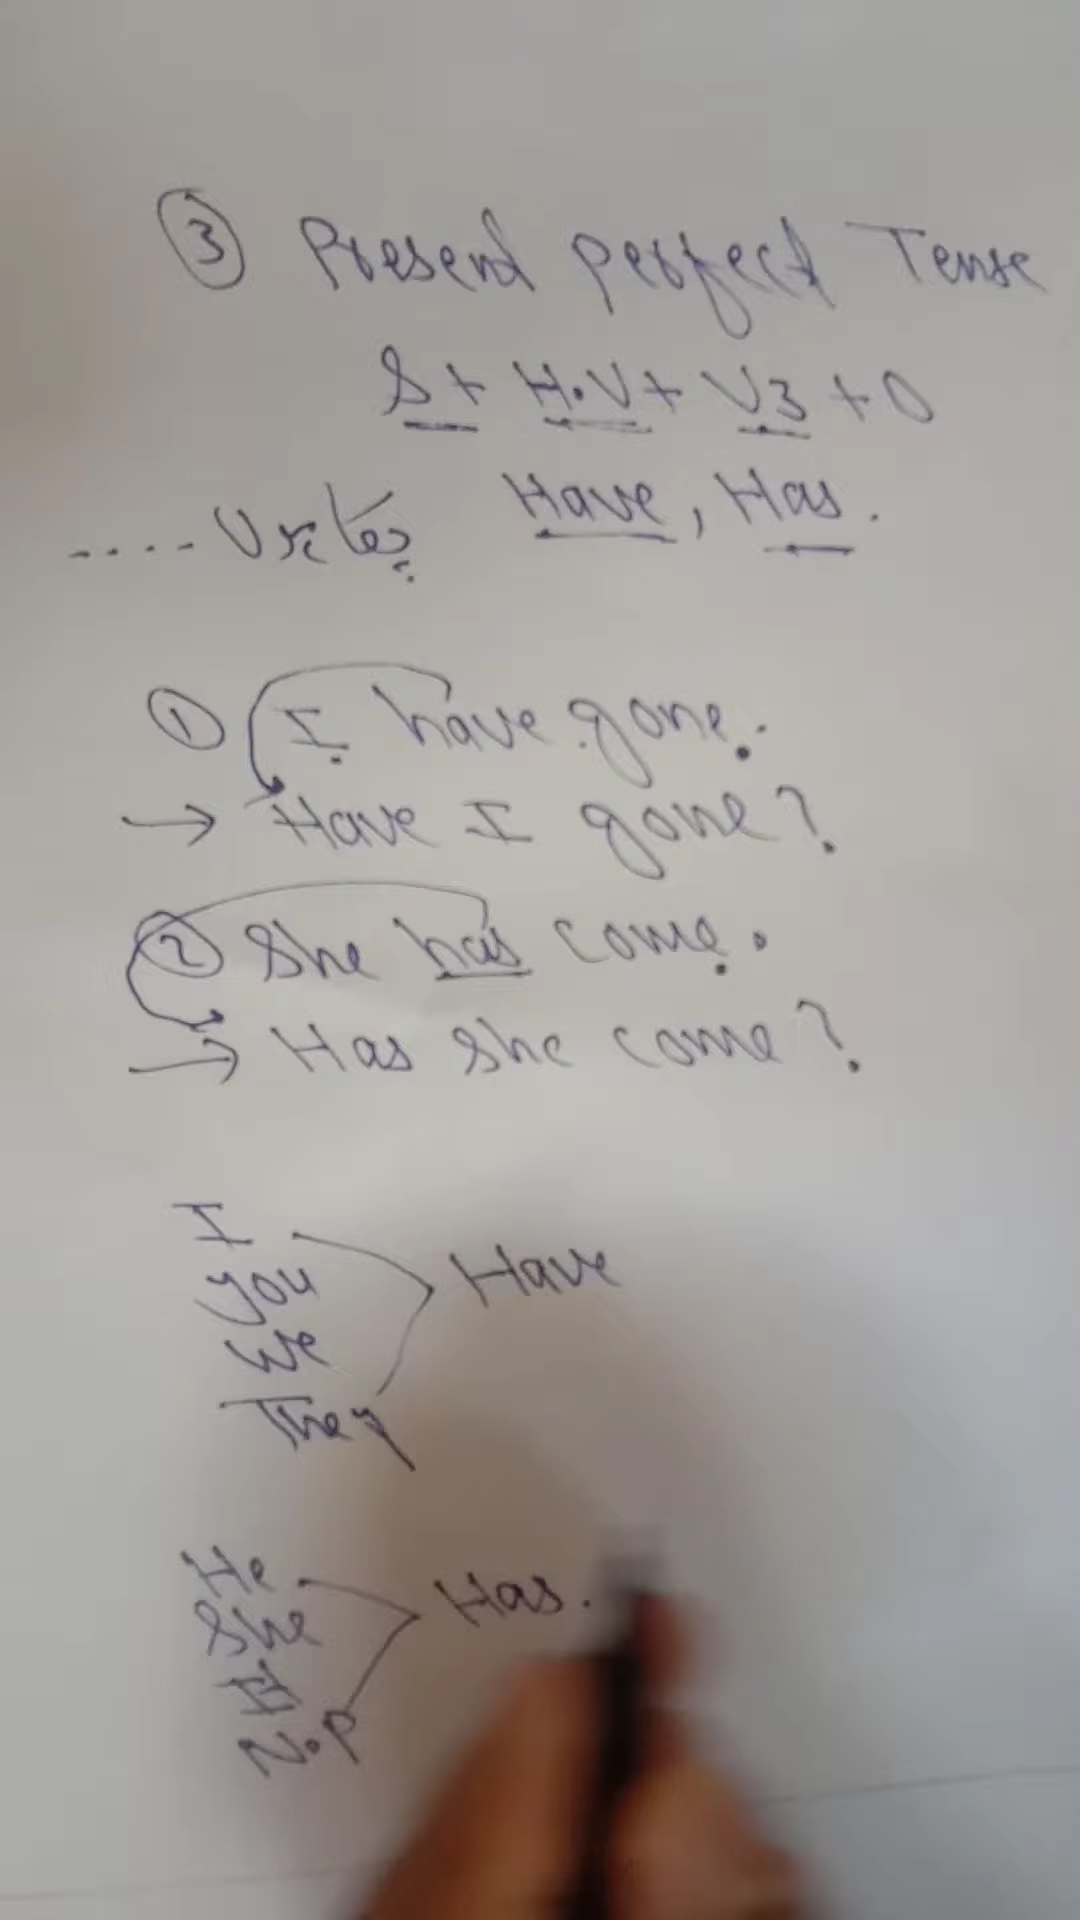 ③ Present perfect Tense
S + H.V + V3 + O
Have, Has.
① I have gone.
→ Have I gone?
② She has come.
→ Has she come?
I
you
we
They
Have
He
She
It
N.P
Has.